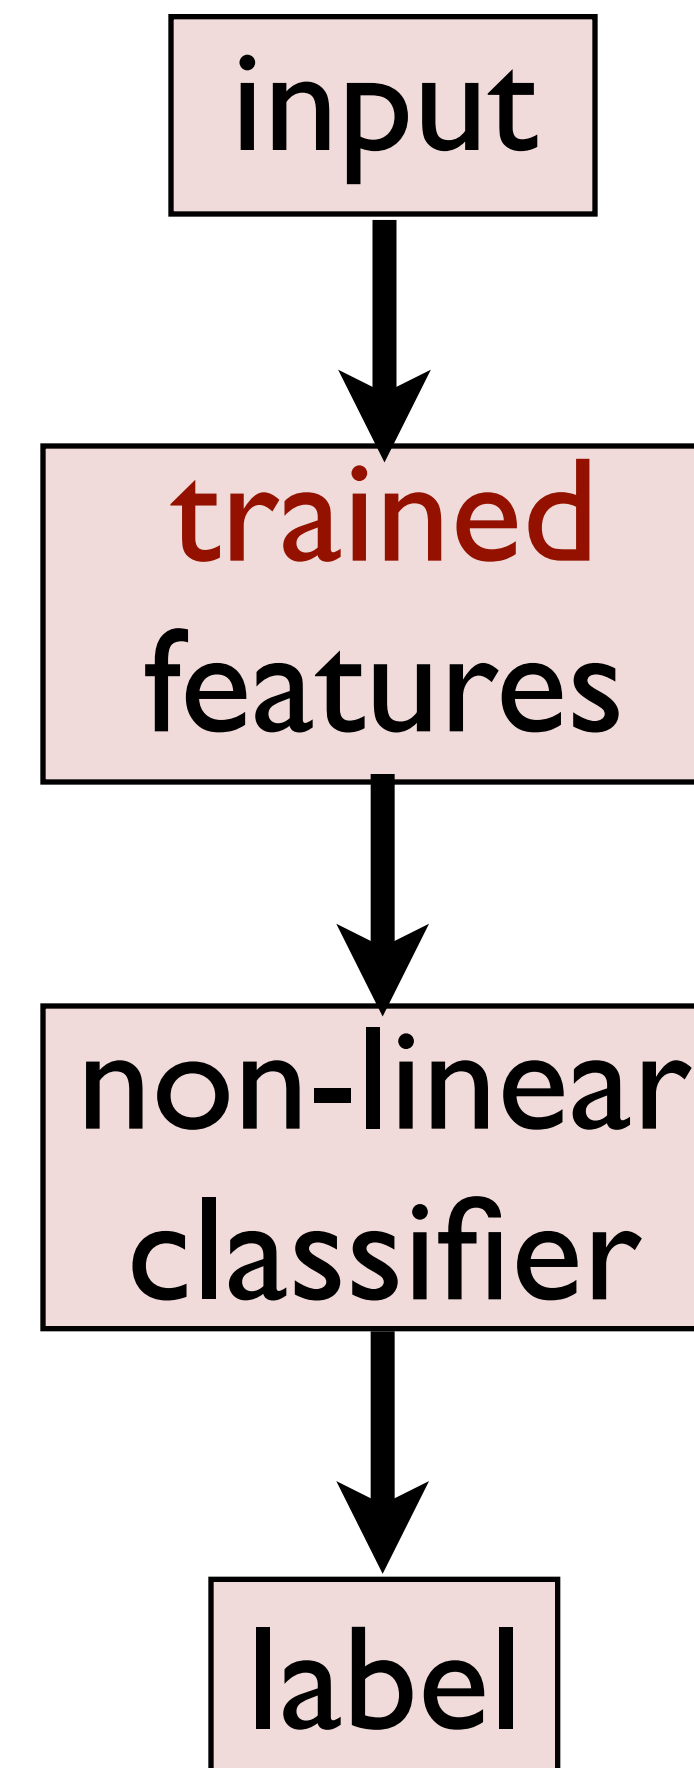 input
trained
features
non-linear
classifier
label